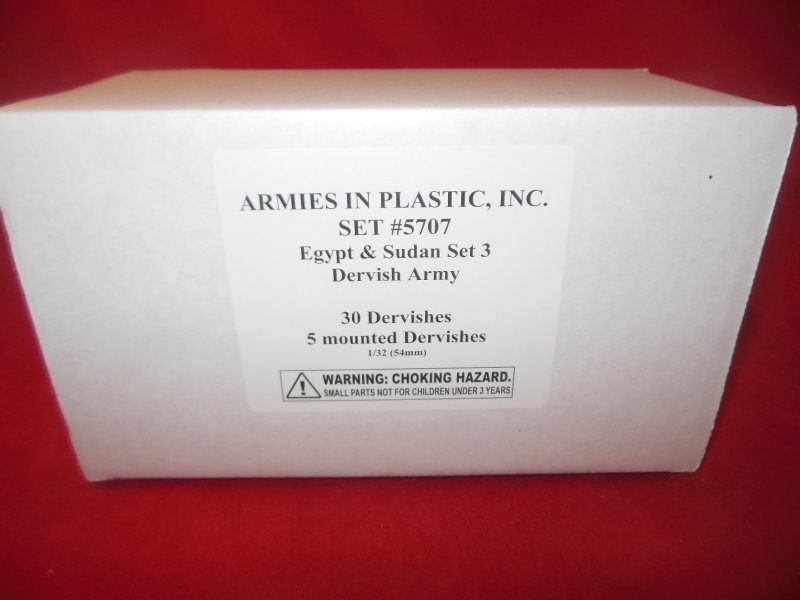 ARMIES IN PLASTIC, INC.
SET #5707
Egypt & Sudan Set 3
Dervish Army
30 Dervishes
5 mounted Dervishes
1/32 (54mm)
WARNING: CHOKING HAZARD.
SMALL PARTS NOT FOR CHILDREN UNDER 3 YEARS